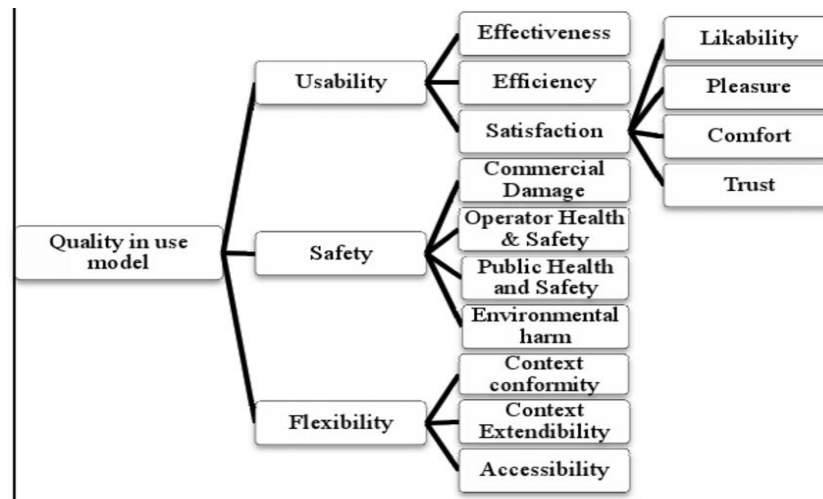 Quality in use
model
Usability
Effectiveness
Efficiency
Satisfaction
Likability
Pleasure
Comfort
Trust
Safety
Commercial
Damage
Operator Health
& Safety
Public Health
and Safety
Environmental
harm
Flexibility
Context
conformity
Context
Extendibility
Accessibility